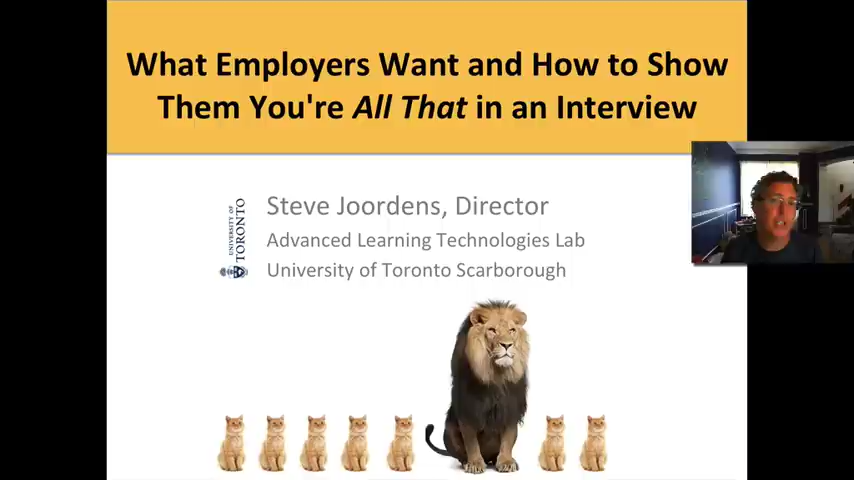 What Employers Want and How to Show
Them You're All That in an Interview
Steve Joordens, Director
UNIVERSITY OF
TORONTO
Advanced Learning Technologies Lab
University of Toronto Scarborough